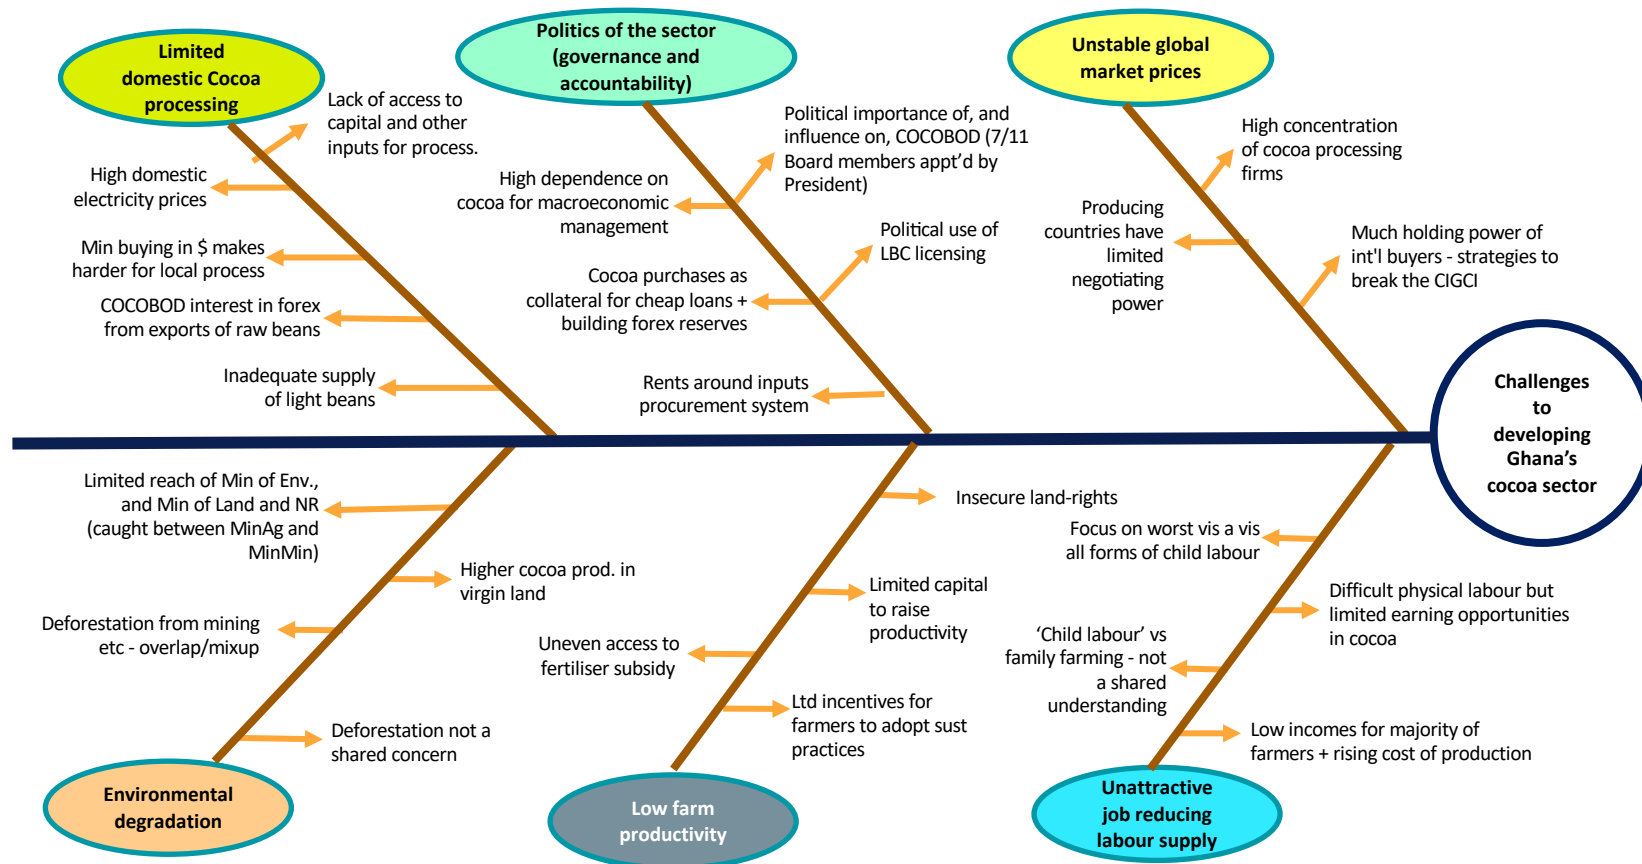 Limited
domestic Cocoa
processing
Lack of access to
capital and other
inputs for process.
High domestic
electricity prices
Min buying in $ makes
harder for local process
COCOBOD interest in forex
from exports of raw beans
Inadequate supply
of light beans
Politics of the sector
(governance and
accountability)
Political importance of, and
influence on, COCOBOD (7/11
Board members appt’d by
President)
High dependence on
cocoa for macroeconomic
management
Political use of
LBC licensing
Cocoa purchases as
collateral for cheap loans +
building forex reserves
Rents around inputs
procurement system
Unstable global
market prices
High concentration
of cocoa processing
firms
Producing
countries have
limited
negotiating
power
Much holding power of
int'l buyers - strategies to
break the CIGCI
Challenges
to
developing
Ghana’s
cocoa sector
Limited reach of Min of Env.,
and Min of Land and NR
(caught between MinAg and
MinMin)
Higher cocoa prod. in
virgin land
Deforestation from mining
etc - overlap/mixup
Deforestation not a
shared concern
Environmental
degradation
Insecure land-rights
Limited capital
to raise
productivity
Uneven access to
fertiliser subsidy
Ltd incentives for
farmers to adopt sust
practices
Low farm
productivity
Focus on worst vis a vis
all forms of child labour
Difficult physical labour but
limited earning opportunities
in cocoa
‘Child labour’ vs
family farming - not
a shared
understanding
Low incomes for majority of
farmers + rising cost of production
Unattractive
job reducing
labour supply